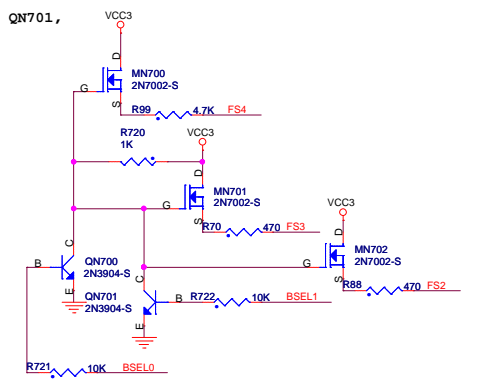 QN701,
VCC3
D
MN700
2N7002-S
G
S
R99 4.7K FS4
R720
1K
VCC3
D
MN701
2N7002-S
G
S
R70 470 FS3
VCC3
D
MN702
2N7002-S
G
S
R88 470 FS2
C
B
QN700
2N3904-S
E
QN701
2N3904-S
C
B
R722 10K BSEL1
E
R721 10K BSEL0